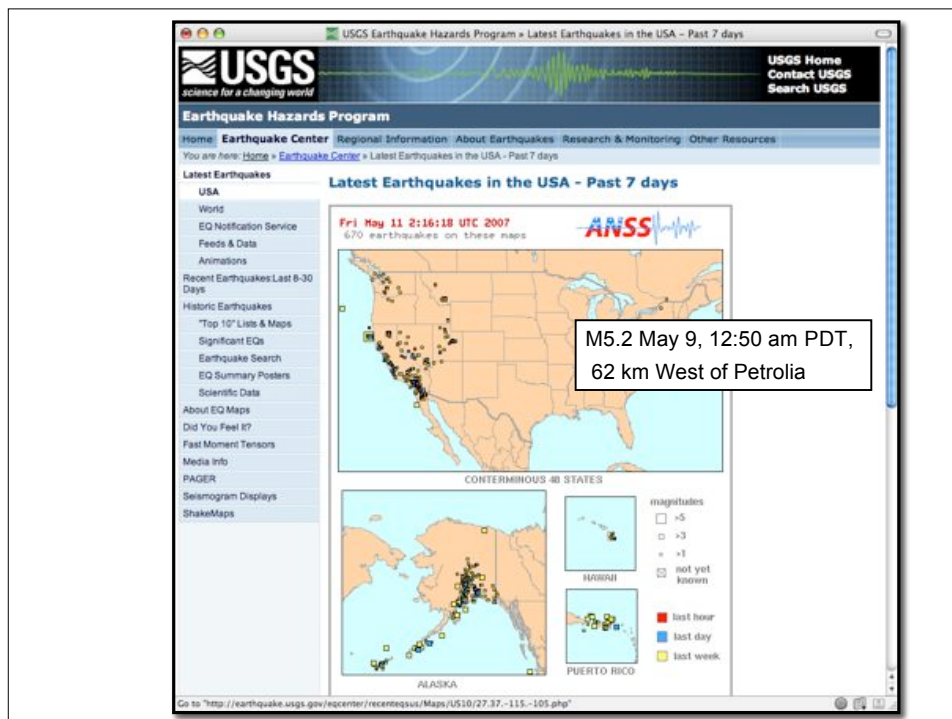 USGS Earthquake Hazards Program » Latest Earthquakes in the USA – Past 7 days
USGS
science for a changing world
USGS Home
Contact USGS
Search USGS
Earthquake Hazards Program
Home Earthquake Center Regional Information About Earthquakes Research & Monitoring Other Resources
You are here: Home » Earthquake Center » Latest Earthquakes in the USA - Past 7 days
Latest Earthquakes
USA
World
EQ Notification Service
Feeds & Data
Animations
Recent Earthquakes:Last 8-30
Days
Historic Earthquakes
"Top 10" Lists & Maps
Significant EQs
Earthquake Search
EQ Summary Posters
Scientific Data
About EQ Maps
Did You Feel It?
Fast Moment Tensors
Media Info
PAGER
Seismogram Displays
ShakeMaps
Latest Earthquakes in the USA - Past 7 days
Fri May 11 2:16:18 UTC 2007
670 earthquakes on these maps
ANSS
M5.2 May 9, 12:50 am PDT,
62 km West of Petrolia
CONTERMINOUS 48 STATES
ALASKA
HAWAII
PUERTO RICO
magnitudes
>5
>3
>1
not yet
known
last hour
last day
last week
Go to "http://earthquake.usgs.gov/eqcenter/recenteqsus/Maps/US10/27.37.-115.-105.php"